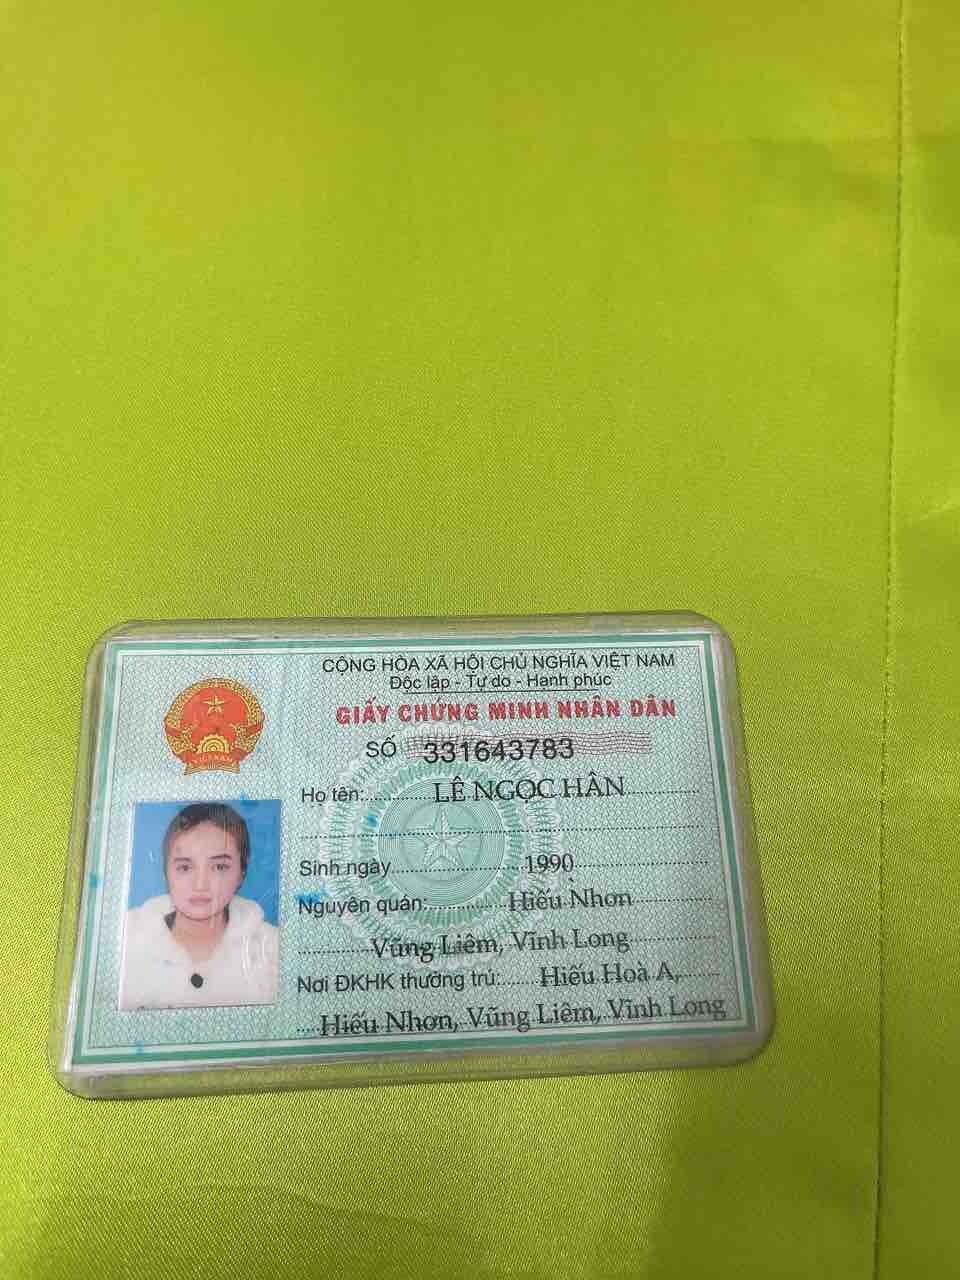 CỘNG HÒA XÃ HỘI CHỦ NGHĨA VIỆT NAM
Độc lập - Tự do - Hạnh phúc
GIẤY CHỨNG MINH NHÂN DÂN
SỐ 331643783
Họ tên: LÊ NGỌC HÂN
Sinh ngày 1990
Nguyên quán: Hiếu Nhơn
Vũng Liêm, Vĩnh Long
Nơi ĐKHK thường trú: Hiếu Hoà A,
Hiếu Nhơn, Vũng Liêm, Vĩnh Long
VIỆT NAM